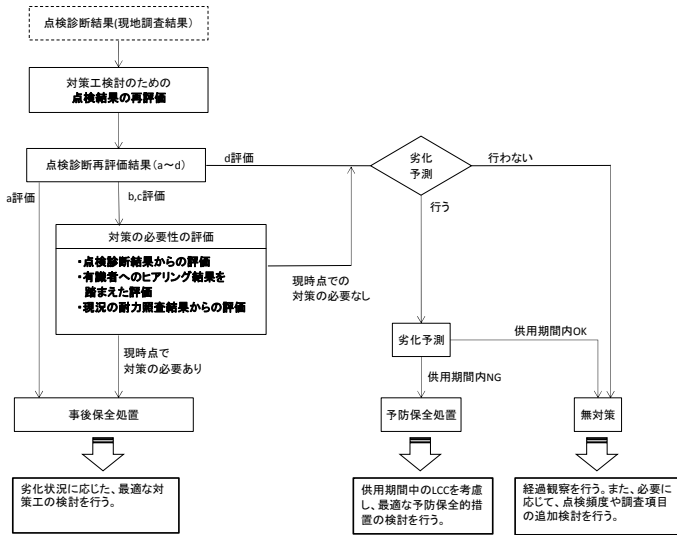 点検診断結果(現地調査結果)
対策工検討のための
点検結果の再評価
点検診断再評価結果(a~d)
d評価
劣化
予測
行わない
a評価
b,c評価
行う
対策の必要性の評価
・点検診断結果からの評価
・有識者へのヒアリング結果を
踏まえた評価
・現況の耐力照査結果からの評価
現時点での
対策の必要なし
劣化予測
供用期間内OK
現時点で
対策の必要あり
供用期間内NG
事後保全処置
予防保全処置
無対策
劣化状況に応じた、最適な対
策工の検討を行う。
供用期間中のLCCを考慮
し、最適な予防保全的措
置の検討を行う。
経過観察を行う。また、必要に
応じて、点検頻度や調査項目
の追加検討を行う。